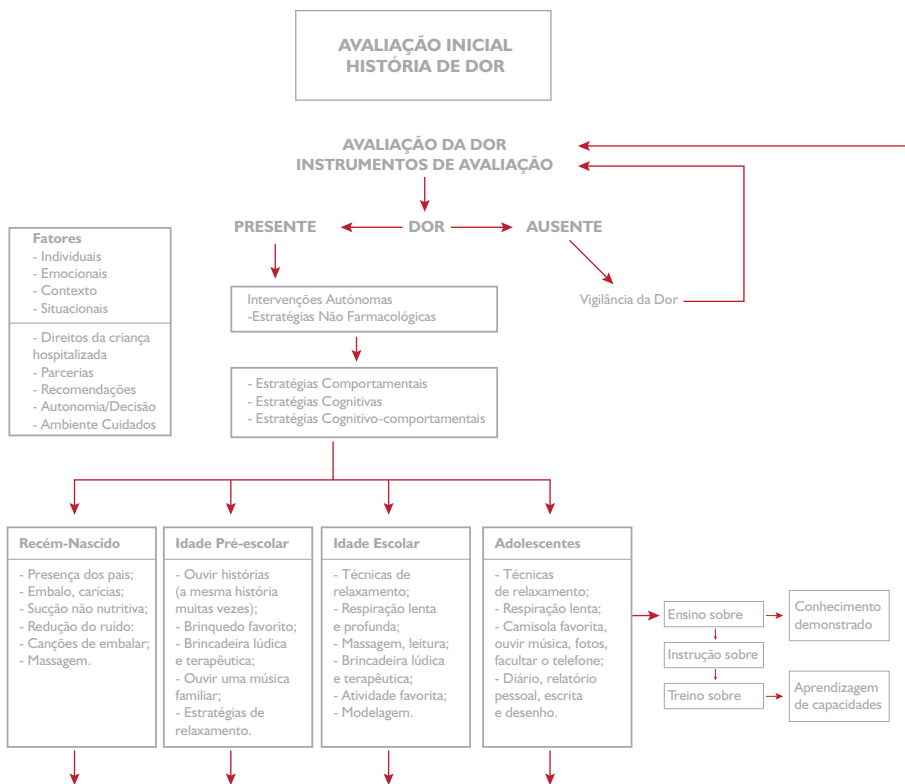 AVALIAÇÃO INICIAL
HISTÓRIA DE DOR
AVALIAÇÃO DA DOR
INSTRUMENTOS DE AVALIAÇÃO
PRESENTE
DOR
AUSENTE
Fatores
- Individuais
- Emocionais
- Contexto
- Situacionais
- Direitos da criança
hospitalizada
- Parcerias
- Recomendações
- Autonomia/Decisão
- Ambiente Cuidados
Intervenções Autónomas
-Estratégias Não Farmacológicas
Vigilância da Dor
- Estratégias Comportamentais
- Estratégias Cognitivas
- Estratégias Cognitivo-comportamentais
Recém-Nascido
- Presença dos pais;
- Embalo, carícias;
- Sucção não nutritiva;
- Redução do ruído:
- Canções de embalar;
- Massagem.
Idade Pré-escolar
- Ouvir histórias
(a mesma história
muitas vezes);
- Brinquedo favorito;
- Brincadeira lúdica
e terapêutica;
- Ouvir uma música
familiar;
- Estratégias de
relaxamento.
Idade Escolar
- Técnicas de
relaxamento;
- Respiração lenta
e profunda;
- Massagem, leitura;
- Brincadeira lúdica
e terapêutica;
- Atividade favorita;
- Modelagem.
Adolescentes
- Técnicas
de relaxamento;
- Respiração lenta;
- Camisola favorita,
ouvir música, fotos,
facultar o telefone;
- Diário, relatório
pessoal, escrita
e desenho.
Ensino sobre
Conhecimento
demonstrado
Instrução sobre
Treino sobre
Aprendizagem
de capacidades